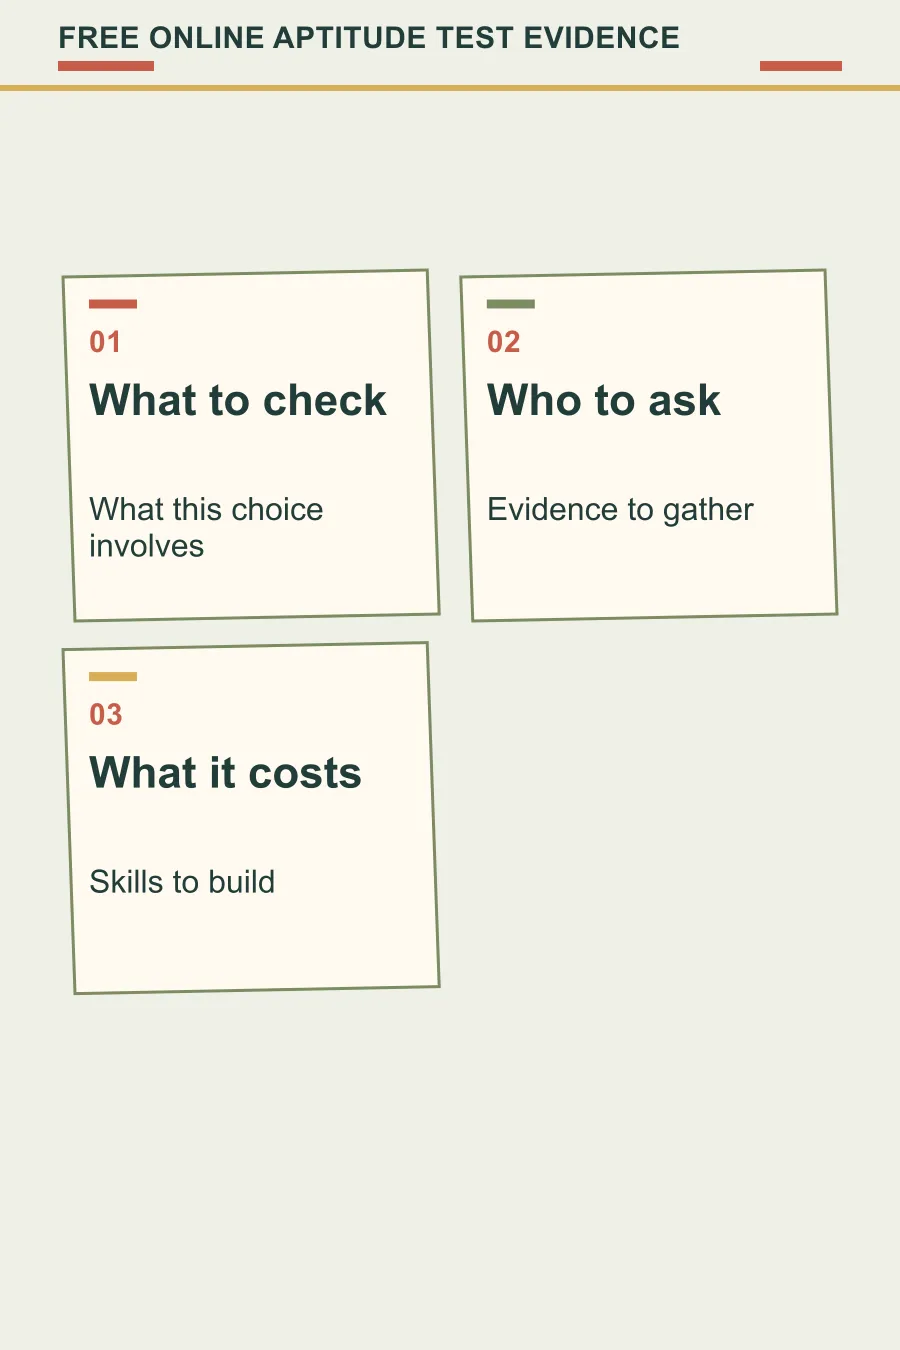 FREE ONLINE APTITUDE TEST EVIDENCE
01
What to check
What this choice
involves
02
Who to ask
Evidence to gather
03
What it costs
Skills to build